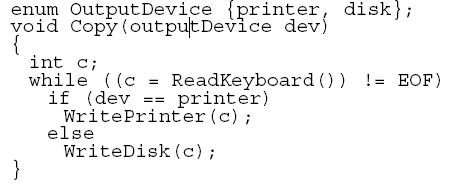 enum OutputDevice {printer, disk};
void Copy(outputDevice dev)
{
  int c;
  while ((c = ReadKeyboard()) != EOF)
    if (dev == printer)
      WritePrinter(c);
    else
      WriteDisk(c);
}